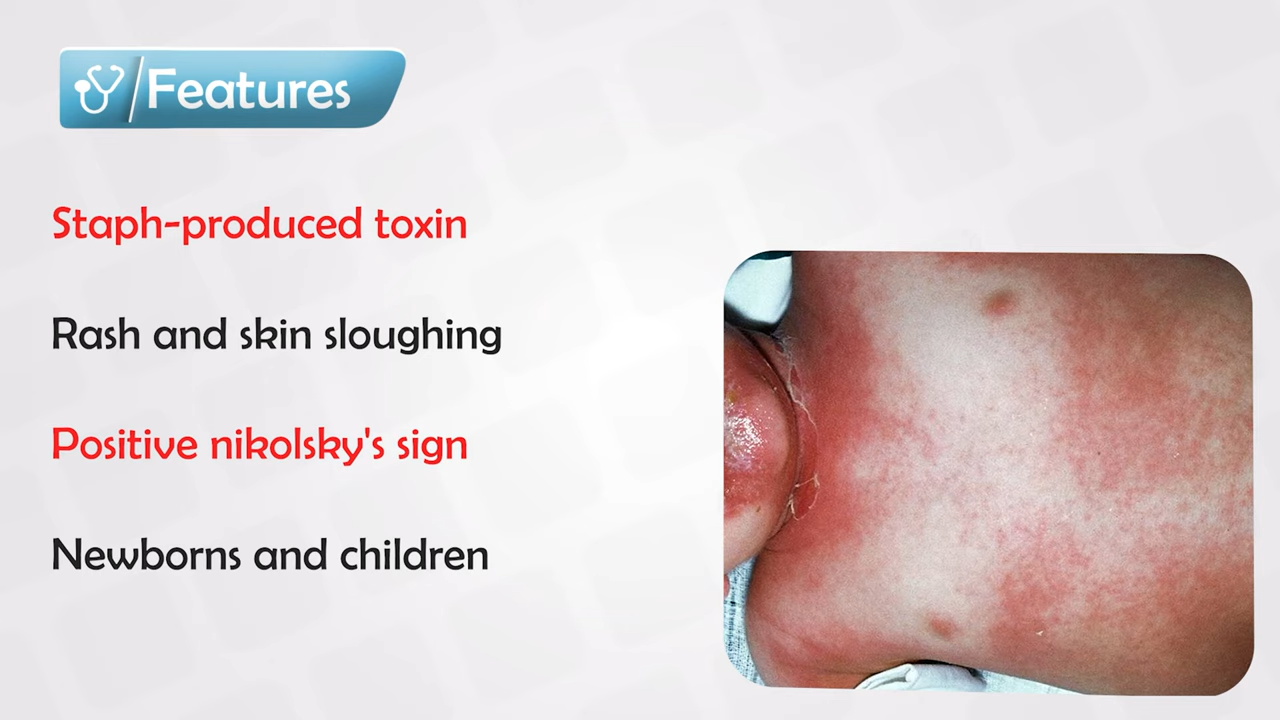 Features
Staph-produced toxin
Rash and skin sloughing
Positive nikolsky's sign
Newborns and children